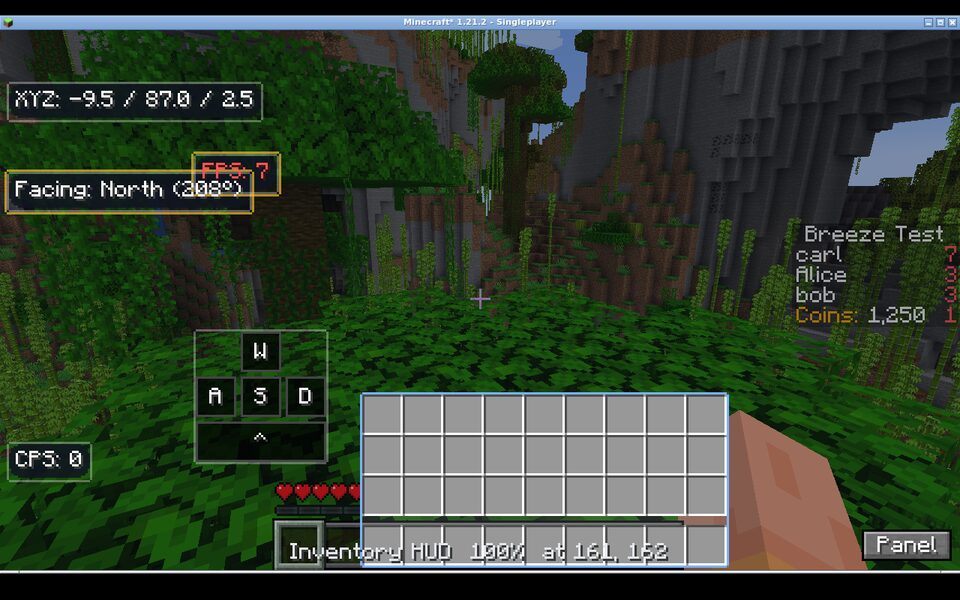 Minecraft* 1.21.2 - Singleplayer
XYZ: -9.5 / 87.0 / 2.5
FPS: 7
Facing: North (208°)
Breeze Test
carl 7
Alice 3
bob 3
Coins: 1,250 1
W
A S D
^
CPS: 0
Inventory HUD 100% at 161, 162
Panel